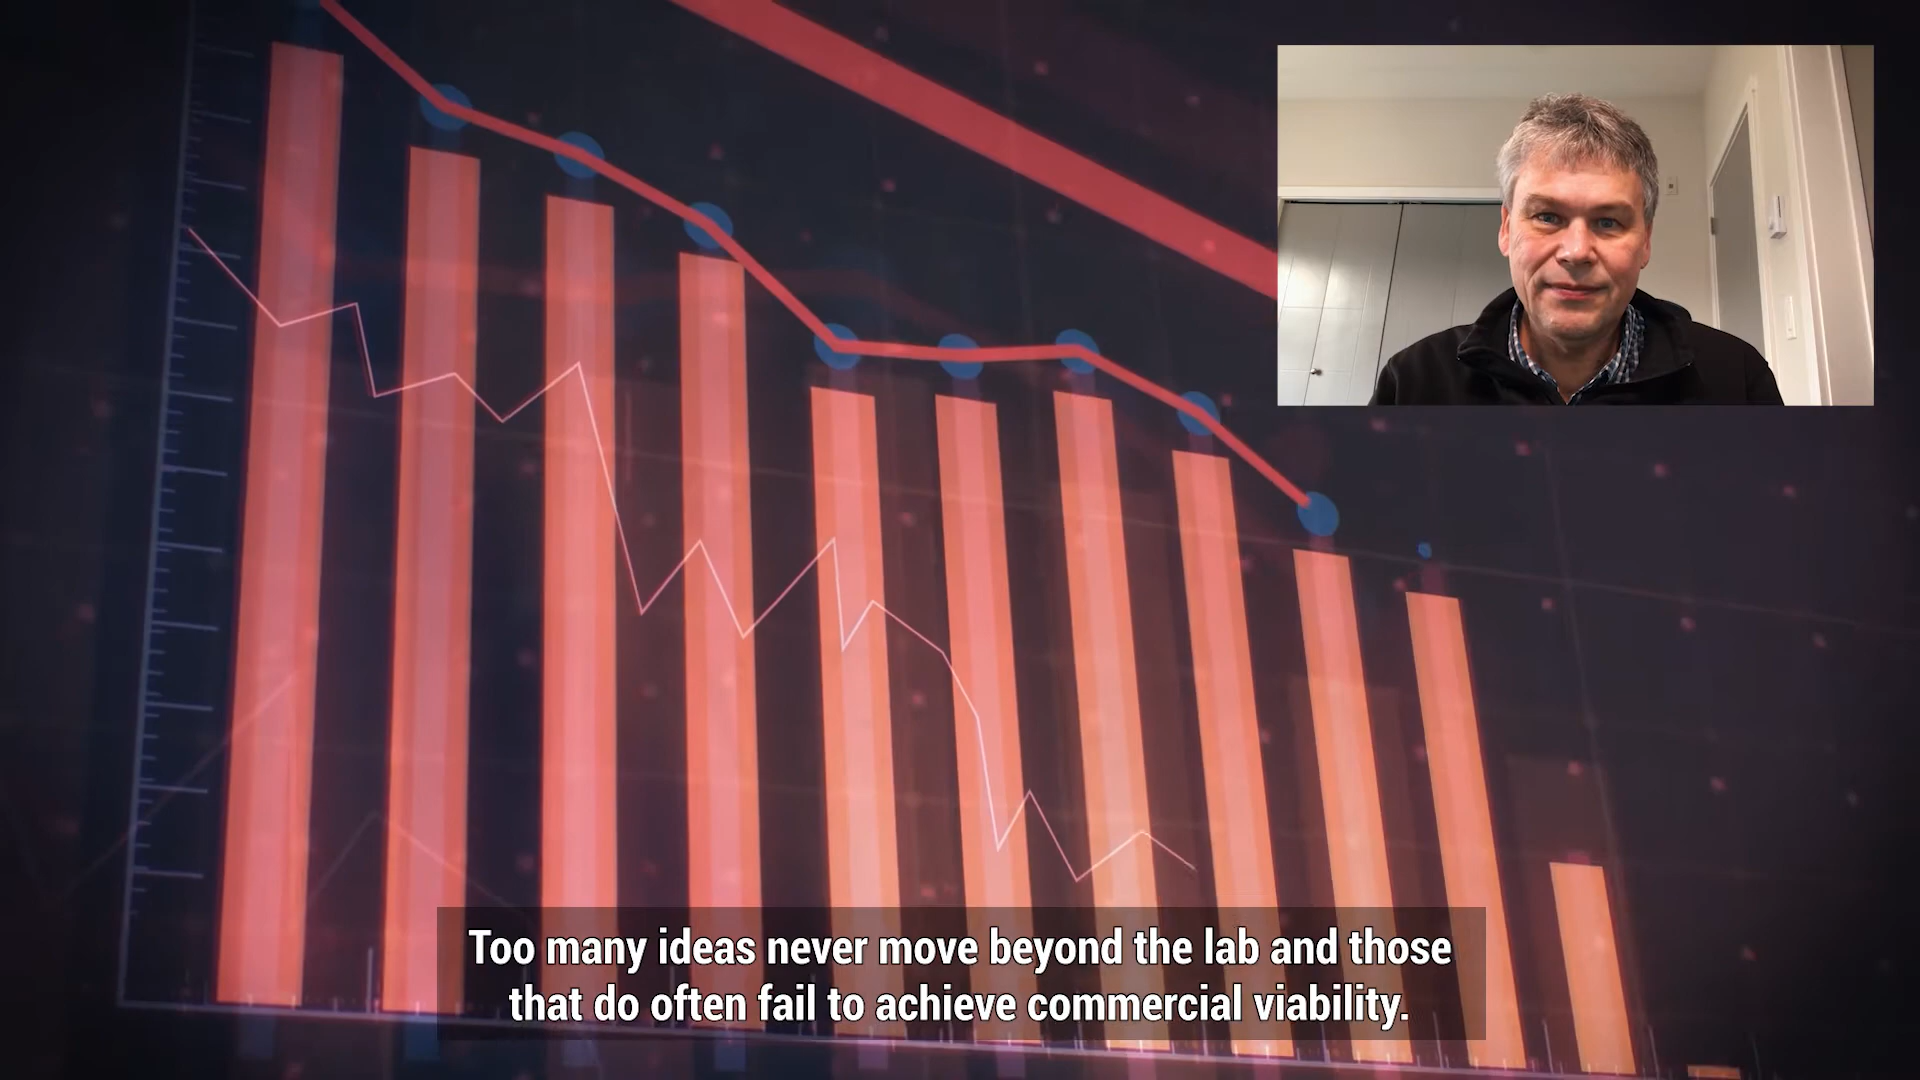 Too many ideas never move beyond the lab and those
that do often fail to achieve commercial viability.